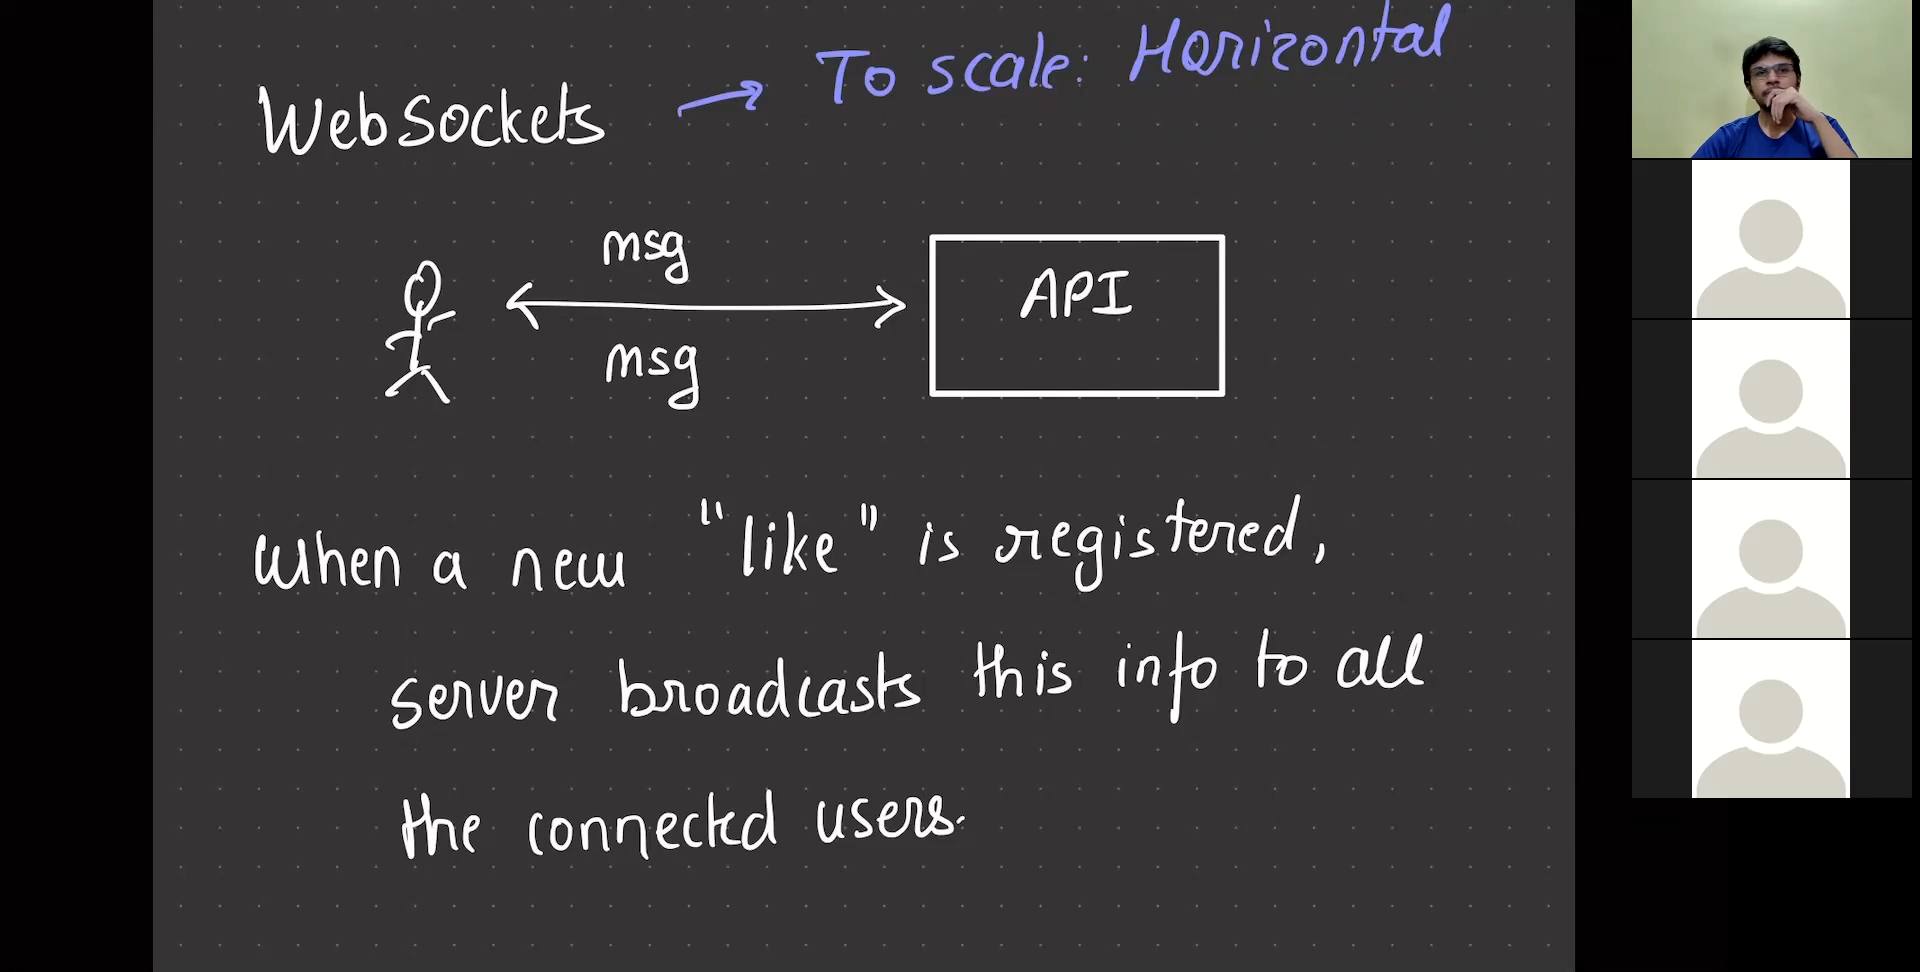 To scale: Horizontal
WebSockets
msg
API
msg
When a new "like" is registered,
server broadcasts this info to all
the connected users.